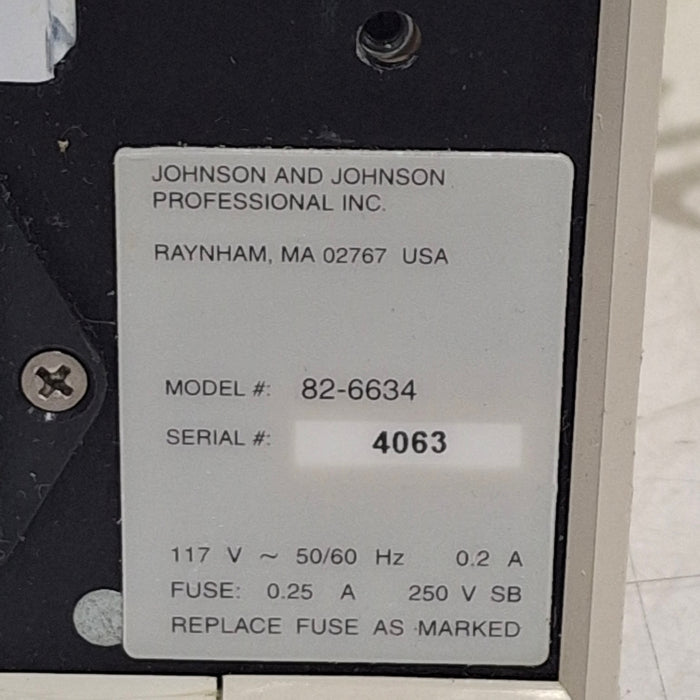 JOHNSON AND JOHNSON
PROFESSIONAL INC.
RAYNHAM, MA 02767 USA
MODEL #: 82-6634
SERIAL #: 4063
117 V ~ 50/60 Hz 0.2 A
FUSE: 0.25 A 250 V SB
REPLACE FUSE AS MARKED